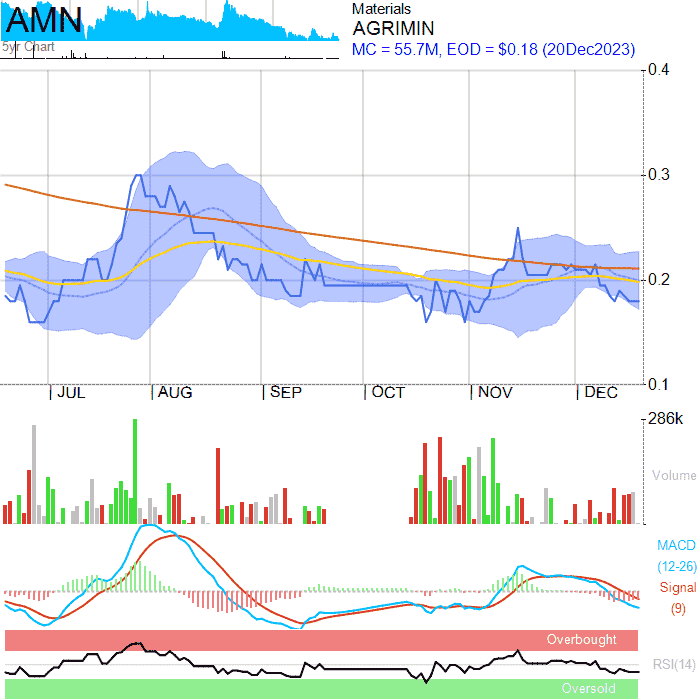 AMN
5yr Chart
Materials
AGRIMIN
MC = 55.7M, EOD = $0.18 (20Dec2023)
0.4
0.3
0.2
0.1
JUL
AUG
SEP
OCT
NOV
DEC
286k
Volume
MACD
(12-26)
Signal
(9)
Overbought
RSI(14)
Oversold